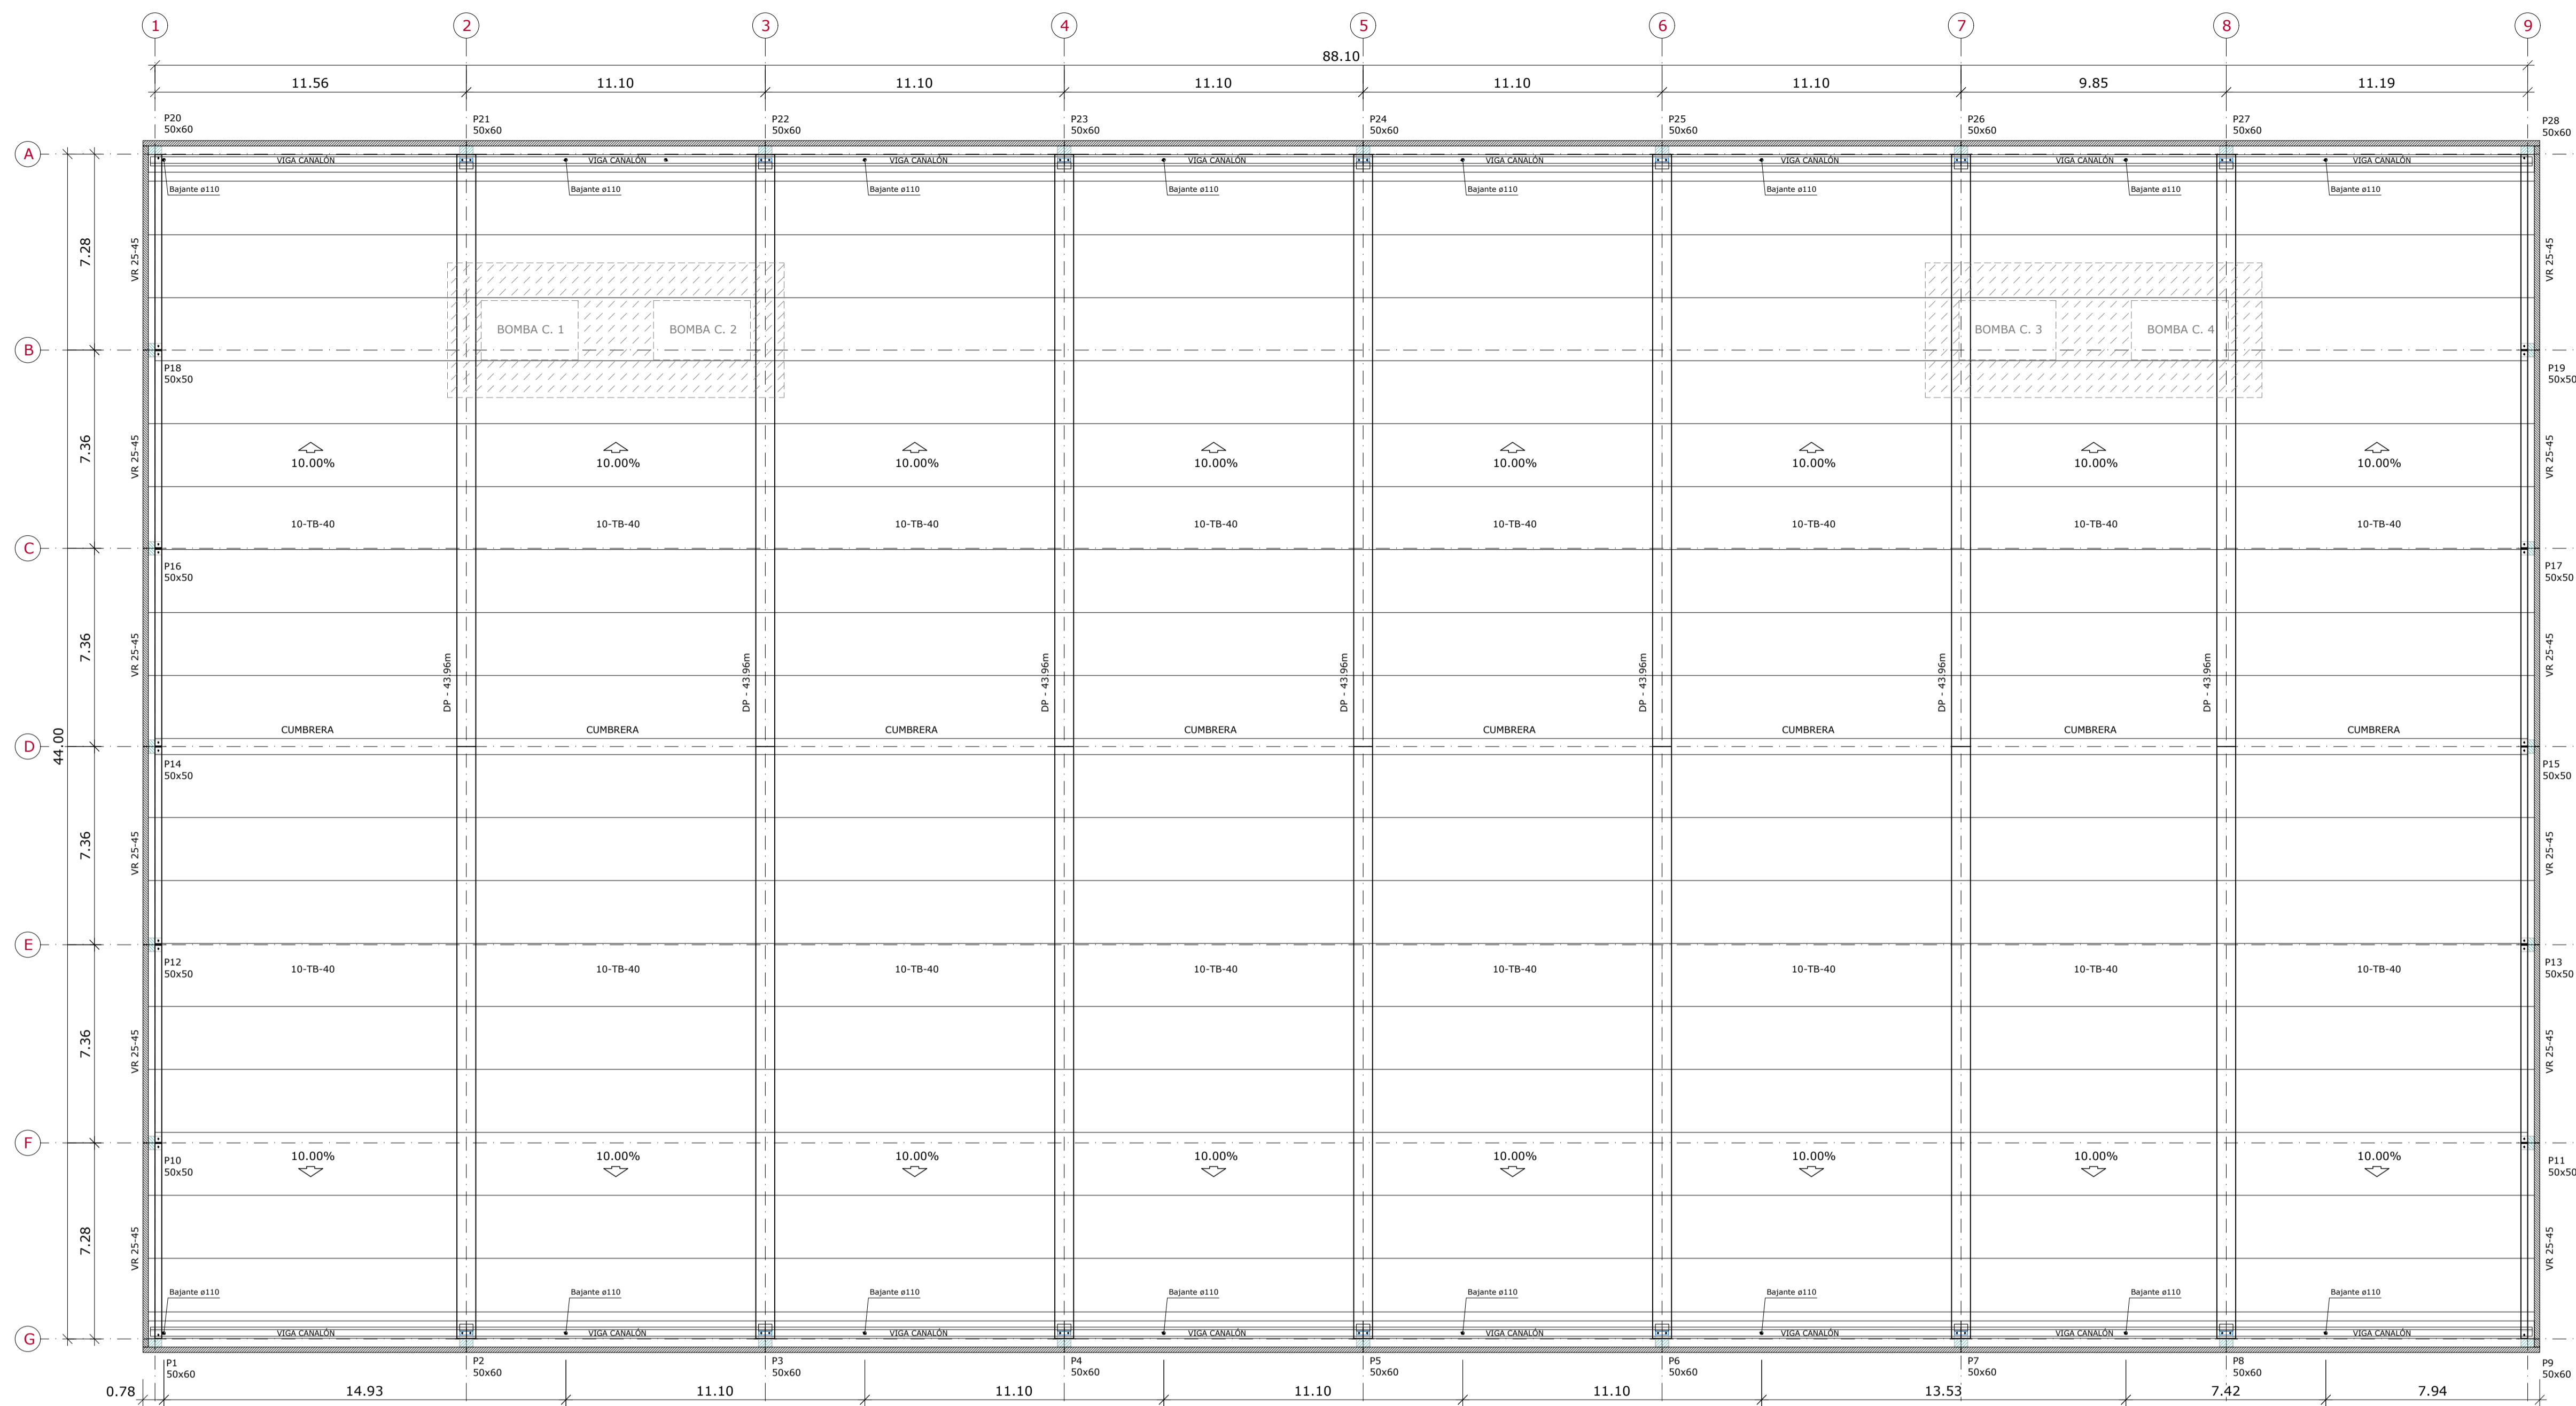 1 2 3 4 5 6 7 8 9
88.10
11.56 11.10 11.10 11.10 11.10 11.10 9.85 11.19
P20 P21 P22 P23 P24 P25 P26 P27 P28
50x60 50x60 50x60 50x60 50x60 50x60 50x60 50x60 50x60
A
VIGA CANALÓN VIGA CANALÓN VIGA CANALÓN VIGA CANALÓN VIGA CANALÓN VIGA CANALÓN VIGA CANALÓN VIGA CANALÓN
Bajante ø110 Bajante ø110 Bajante ø110 Bajante ø110 Bajante ø110 Bajante ø110 Bajante ø110 Bajante ø110
7.28
VR 25-45 VR 25-45
BOMBA C. 1 BOMBA C. 2 BOMBA C. 3 BOMBA C. 4
B
P18 P19
50x50 50x50
7.36
VR 25-45 VR 25-45
10.00% 10.00% 10.00% 10.00% 10.00% 10.00% 10.00% 10.00%
10-TB-40 10-TB-40 10-TB-40 10-TB-40 10-TB-40 10-TB-40 10-TB-40 10-TB-40
C
P16 P17
50x50 50x50
7.36
VR 25-45 VR 25-45
DP - 43.96m DP - 43.96m DP - 43.96m DP - 43.96m DP - 43.96m DP - 43.96m DP - 43.96m
CUMBRERA CUMBRERA CUMBRERA CUMBRERA CUMBRERA CUMBRERA CUMBRERA CUMBRERA
44.00
D
P14 P15
50x50 50x50
7.36
VR 25-45 VR 25-45
E
P12 P13
50x50 50x50
10-TB-40 10-TB-40 10-TB-40 10-TB-40 10-TB-40 10-TB-40 10-TB-40 10-TB-40
7.36
VR 25-45 VR 25-45
F
10.00% 10.00% 10.00% 10.00% 10.00% 10.00% 10.00% 10.00%
P10 P11
50x50 50x50
7.28
VR 25-45 VR 25-45
Bajante ø110 Bajante ø110 Bajante ø110 Bajante ø110 Bajante ø110 Bajante ø110 Bajante ø110 Bajante ø110
VIGA CANALÓN VIGA CANALÓN VIGA CANALÓN VIGA CANALÓN VIGA CANALÓN VIGA CANALÓN VIGA CANALÓN VIGA CANALÓN
G
P1 P2 P3 P4 P5 P6 P7 P8 P9
50x60 50x60 50x60 50x60 50x60 50x60 50x60 50x60 50x60
0.78 14.93 11.10 11.10 11.10 11.10 13.53 7.42 7.94